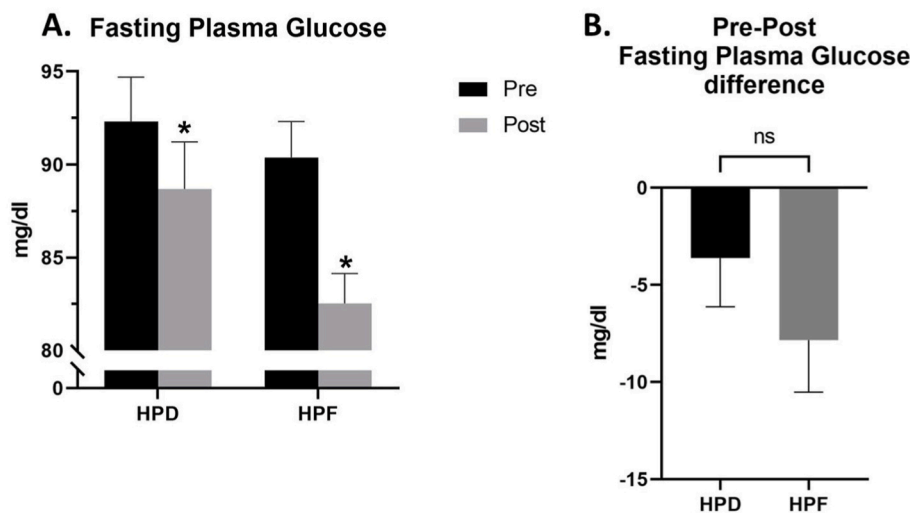 A. Fasting Plasma Glucose
95
90
85
80
0
mg/dl
*
*
HPD HPF
Pre
Post
B. Pre-Post
Fasting Plasma Glucose
difference
ns
0
-5
-10
-15
mg/dl
HPD HPF